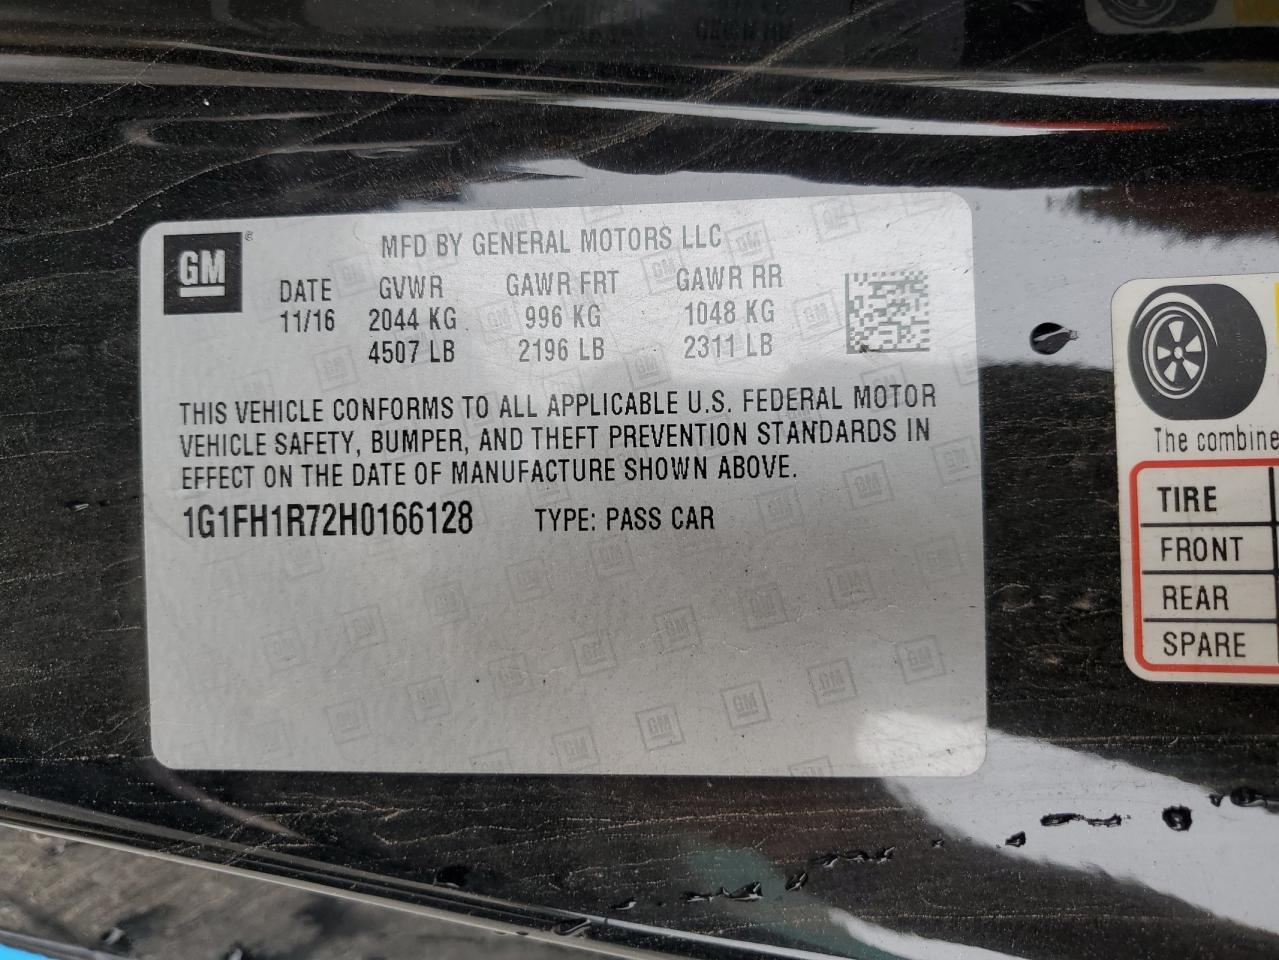 GM
MFD BY GENERAL MOTORS LLC
DATE GVWR GAWR FRT GAWR RR
11/16 2044 KG 996 KG 1048 KG
4507 LB 2196 LB 2311 LB
THIS VEHICLE CONFORMS TO ALL APPLICABLE U.S. FEDERAL MOTOR
VEHICLE SAFETY, BUMPER, AND THEFT PREVENTION STANDARDS IN
EFFECT ON THE DATE OF MANUFACTURE SHOWN ABOVE.
1G1FH1R72H0166128 TYPE: PASS CAR
The combine
TIRE
FRONT
REAR
SPARE